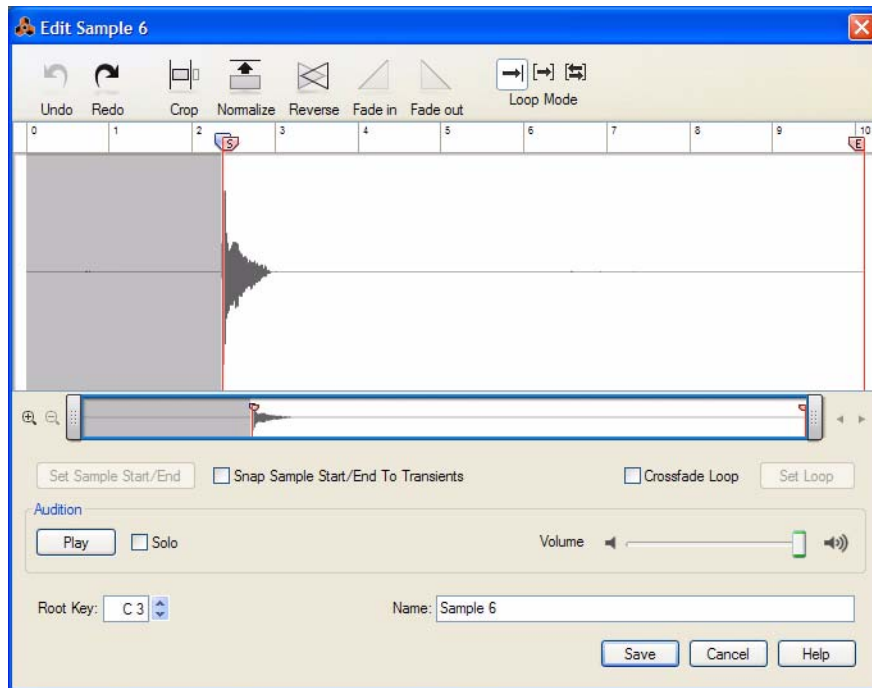 Edit Sample 6
Undo Redo Crop Normalize Reverse Fade in Fade out Loop Mode
0 1 2 3 4 5 6 7 8 9 10
S E
Set Sample Start/End Snap Sample Start/End To Transients Crossfade Loop Set Loop
Audition
Play Solo Volume
Root Key: C 3 Name: Sample 6
Save Cancel Help